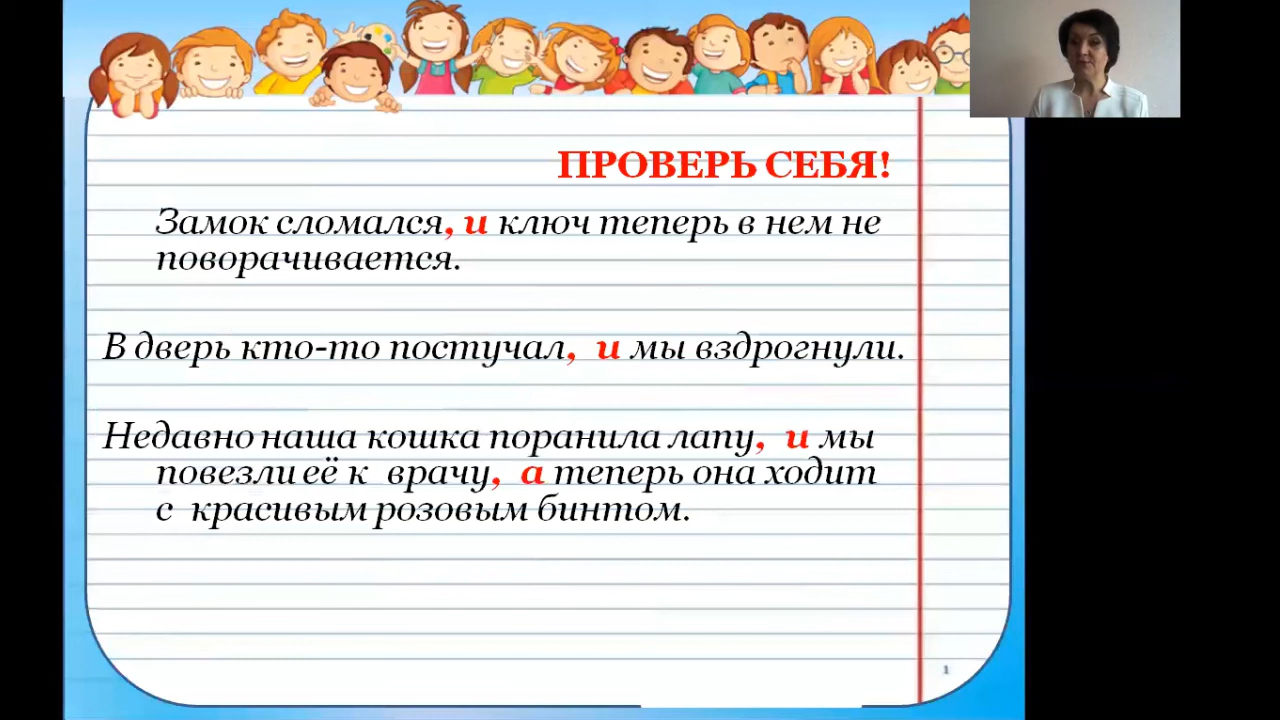 ПРОВЕРЬ СЕБЯ!
Замок сломался, и ключ теперь в нем не
поворачивается.
В дверь кто-то постучал, и мы вздрогнули.
Недавно наша кошка поранила лапу, и мы
повезли её к врачу, а теперь она ходит
с красивым розовым бинтом.
1